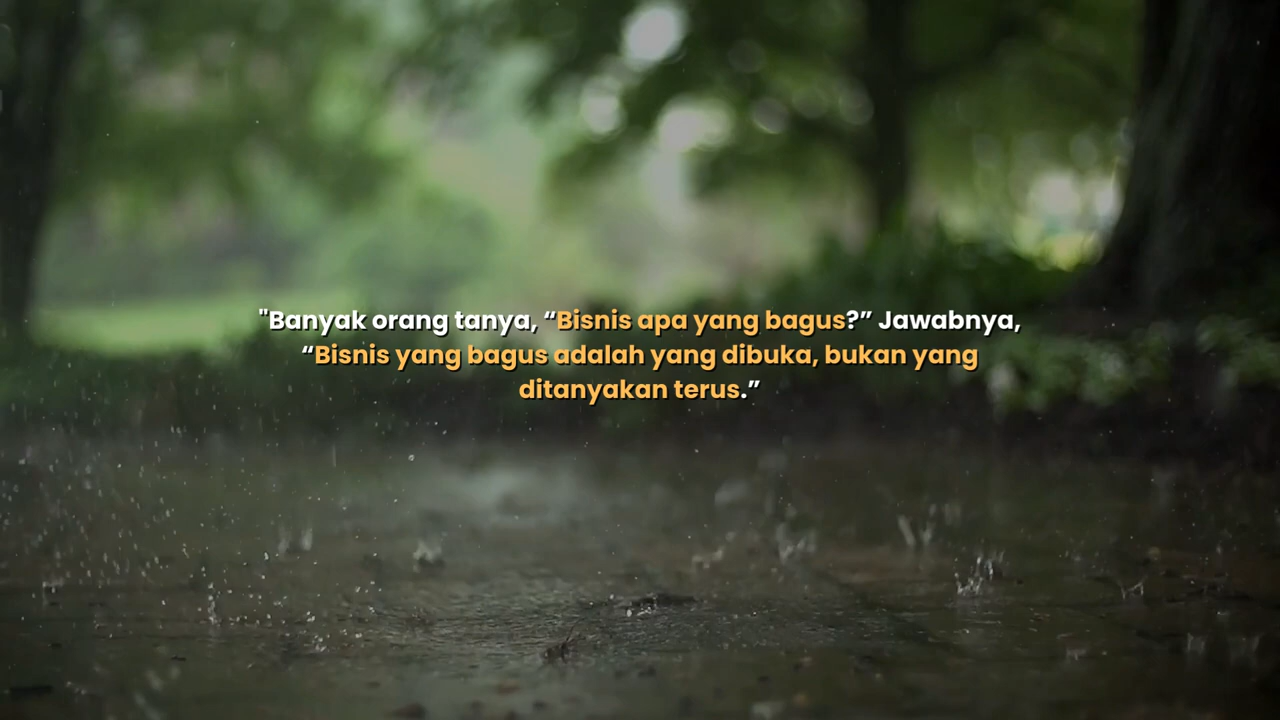 "Banyak orang tanya, “Bisnis apa yang bagus?” Jawabnya,
“Bisnis yang bagus adalah yang dibuka, bukan yang
ditanyakan terus.”